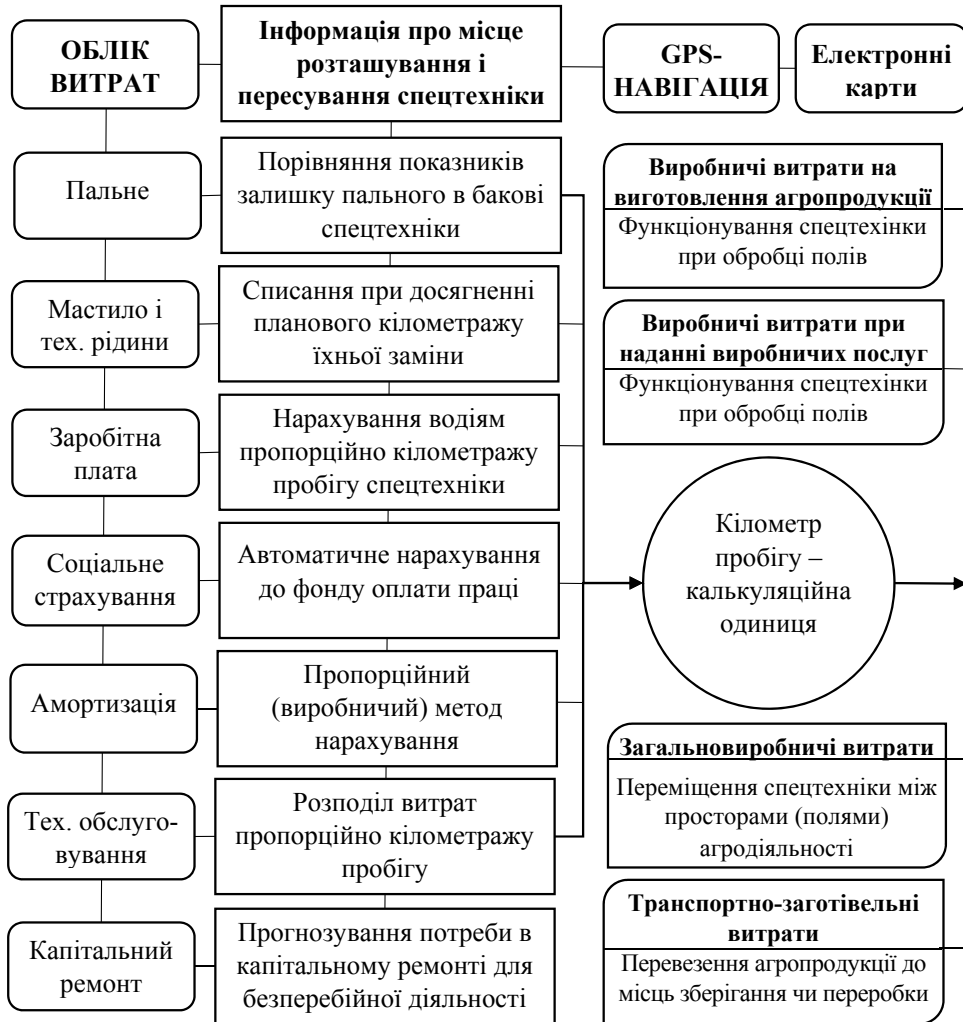 ОБЛІК
ВИТРАТ
Інформація про місце
розташування і
пересування спецтехніки
GPS-
НАВІГАЦІЯ
Електронні
карти
Пальне
Порівняння показників
залишку пального в бакові
спецтехніки
Мастило і
тех. рідини
Списання при досягненні
планового кілометражу
їхньої заміни
Заробітна
плата
Нарахування водіям
пропорційно кілометражу
пробігу спецтехніки
Соціальне
страхування
Автоматичне нарахування
до фонду оплати праці
Амортизація
Пропорційний
(виробничий) метод
нарахування
Тех. обслуго-
вування
Розподіл витрат
пропорційно кілометражу
пробігу
Капітальний
ремонт
Прогнозування потреби в
капітальному ремонті для
безперебійної діяльності
Виробничі витрати на
виготовлення агропродукції
Функціонування спецтехінки
при обробці полів
Виробничі витрати при
наданні виробничих послуг
Функціонування спецтехінки
при обробці полів
Кілометр
пробігу –
калькуляційна
одиниця
Загальновиробничі витрати
Переміщення спецтехніки між
просторами (полями)
агродіяльності
Транспортно-заготівельні
витрати
Перевезення агропродукції до
місць зберігання чи переробки